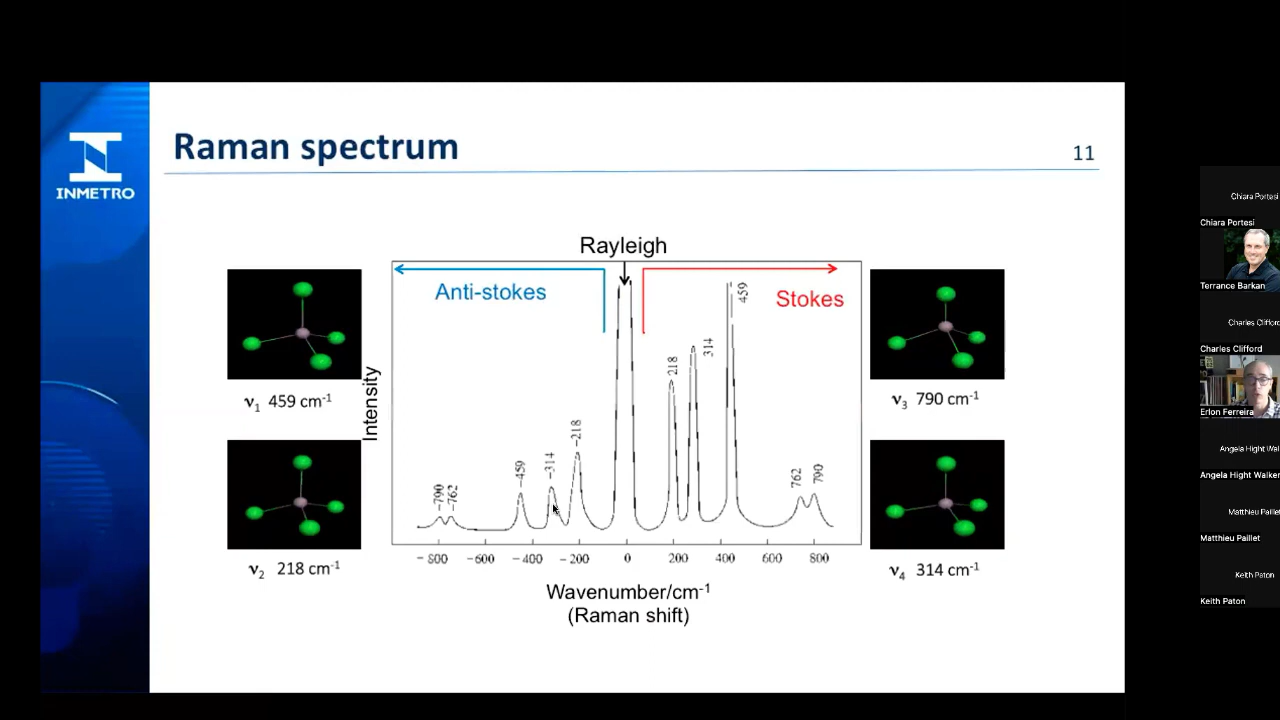 Raman spectrum
11
INMETRO
Rayleigh
Anti-stokes
Stokes
Intensity
−790
−762
−459
−314
−218
218
314
459
762
790
− 800
−600
− 400
− 200
0
200
400
600
800
Wavenumber/cm-1
(Raman shift)
ν1 459 cm-1
ν2 218 cm-1
ν3 790 cm-1
ν4 314 cm-1
Chiara Portesi
Chiara Portesi
Terrance Barkan
Charles Clifford
Charles Clifford
Erlon Ferreira
Angela Hight Wal
Angela Hight Walker
Matthieu Paillet
Matthieu Paillet
Keith Paton
Keith Paton